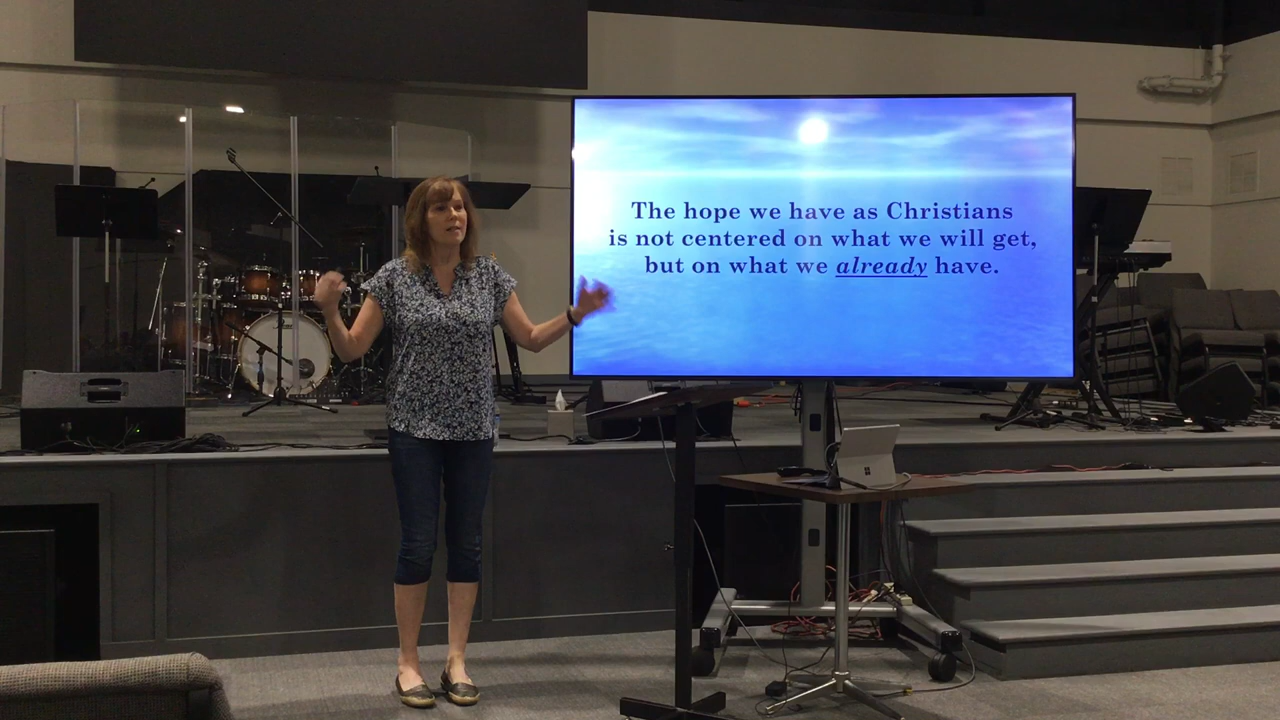 The hope we have as Christians
is not centered on what we will get,
but on what we already have.